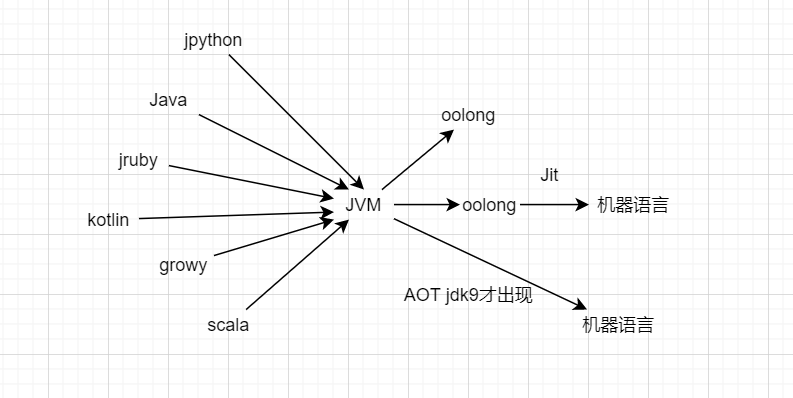 jpython
Java
oolong
jruby
Jit
JVM
oolong
机器语言
kotlin
growy
AOT jdk9才出现
scala
机器语言